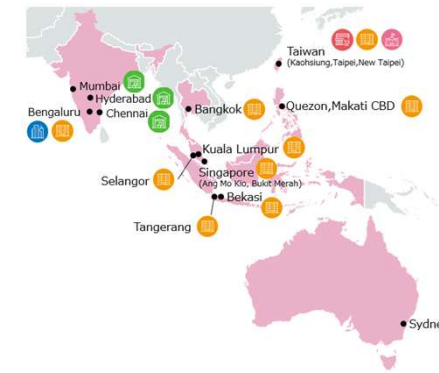 Taiwan
(Kaohsiung,Taipei,New Taipei)
Mumbai
Hyderabad
Bengaluru
Chennai
Bangkok
Quezon,Makati CBD
Kuala Lumpur
Singapore
(Ang Mo Kio, Bukit Merah)
Selangor
Bekasi
Tangerang
Sydne